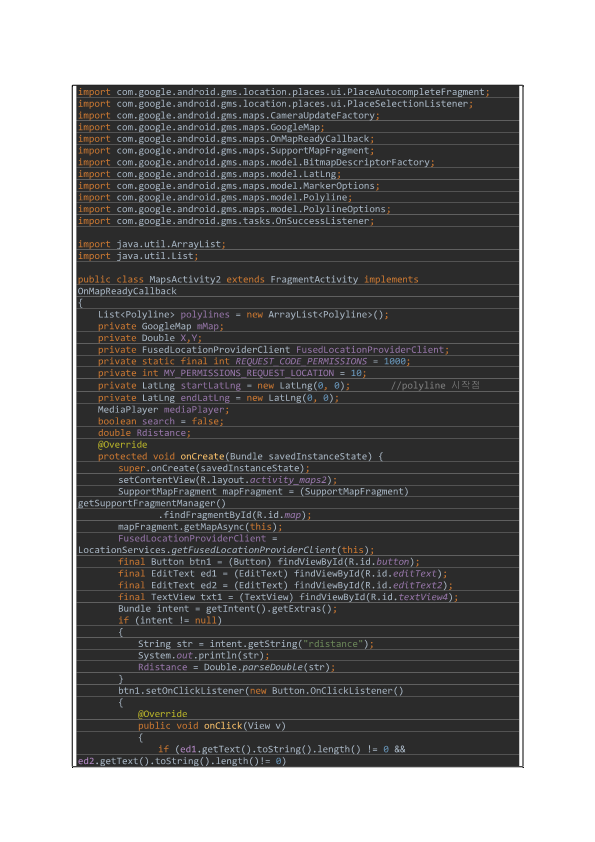 import com.google.android.gms.location.places.ui.PlaceAutocompleteFragment;
import com.google.android.gms.location.places.ui.PlaceSelectionListener;
import com.google.android.gms.maps.CameraUpdateFactory;
import com.google.android.gms.maps.GoogleMap;
import com.google.android.gms.maps.OnMapReadyCallback;
import com.google.android.gms.maps.SupportMapFragment;
import com.google.android.gms.maps.model.BitmapDescriptorFactory;
import com.google.android.gms.maps.model.LatLng;
import com.google.android.gms.maps.model.MarkerOptions;
import com.google.android.gms.maps.model.Polyline;
import com.google.android.gms.maps.model.PolylineOptions;
import com.google.android.gms.tasks.OnSuccessListener;

import java.util.ArrayList;
import java.util.List;

public class MapsActivity2 extends FragmentActivity implements
OnMapReadyCallback
{
    List<Polyline> polylines = new ArrayList<Polyline>();
    private GoogleMap mMap;
    private Double X,Y;
    private FusedLocationProviderClient FusedLocationProviderClient;
    private static final int REQUEST_CODE_PERMISSIONS = 1000;
    private int MY_PERMISSIONS_REQUEST_LOCATION = 10;
    private LatLng startLatLng = new LatLng(0, 0);        //polyline 시작점
    private LatLng endLatLng = new LatLng(0, 0);
    MediaPlayer mediaPlayer;
    boolean search = false;
    double Rdistance;
    @Override
    protected void onCreate(Bundle savedInstanceState) {
        super.onCreate(savedInstanceState);
        setContentView(R.layout.activity_maps2);
        SupportMapFragment mapFragment = (SupportMapFragment)
getSupportFragmentManager()
                .findFragmentById(R.id.map);
        mapFragment.getMapAsync(this);
        FusedLocationProviderClient =
LocationServices.getFusedLocationProviderClient(this);
        final Button btn1 = (Button) findViewById(R.id.button);
        final EditText ed1 = (EditText) findViewById(R.id.editText);
        final EditText ed2 = (EditText) findViewById(R.id.editText2);
        final TextView txt1 = (TextView) findViewById(R.id.textView4);
        Bundle intent = getIntent().getExtras();
        if (intent != null)
        {
            String str = intent.getString("rdistance");
            System.out.println(str);
            Rdistance = Double.parseDouble(str);
        }
        btn1.setOnClickListener(new Button.OnClickListener()
        {
            @Override
            public void onClick(View v)
            {
                if (ed1.getText().toString().length() != 0 &&
ed2.getText().toString().length()!= 0)